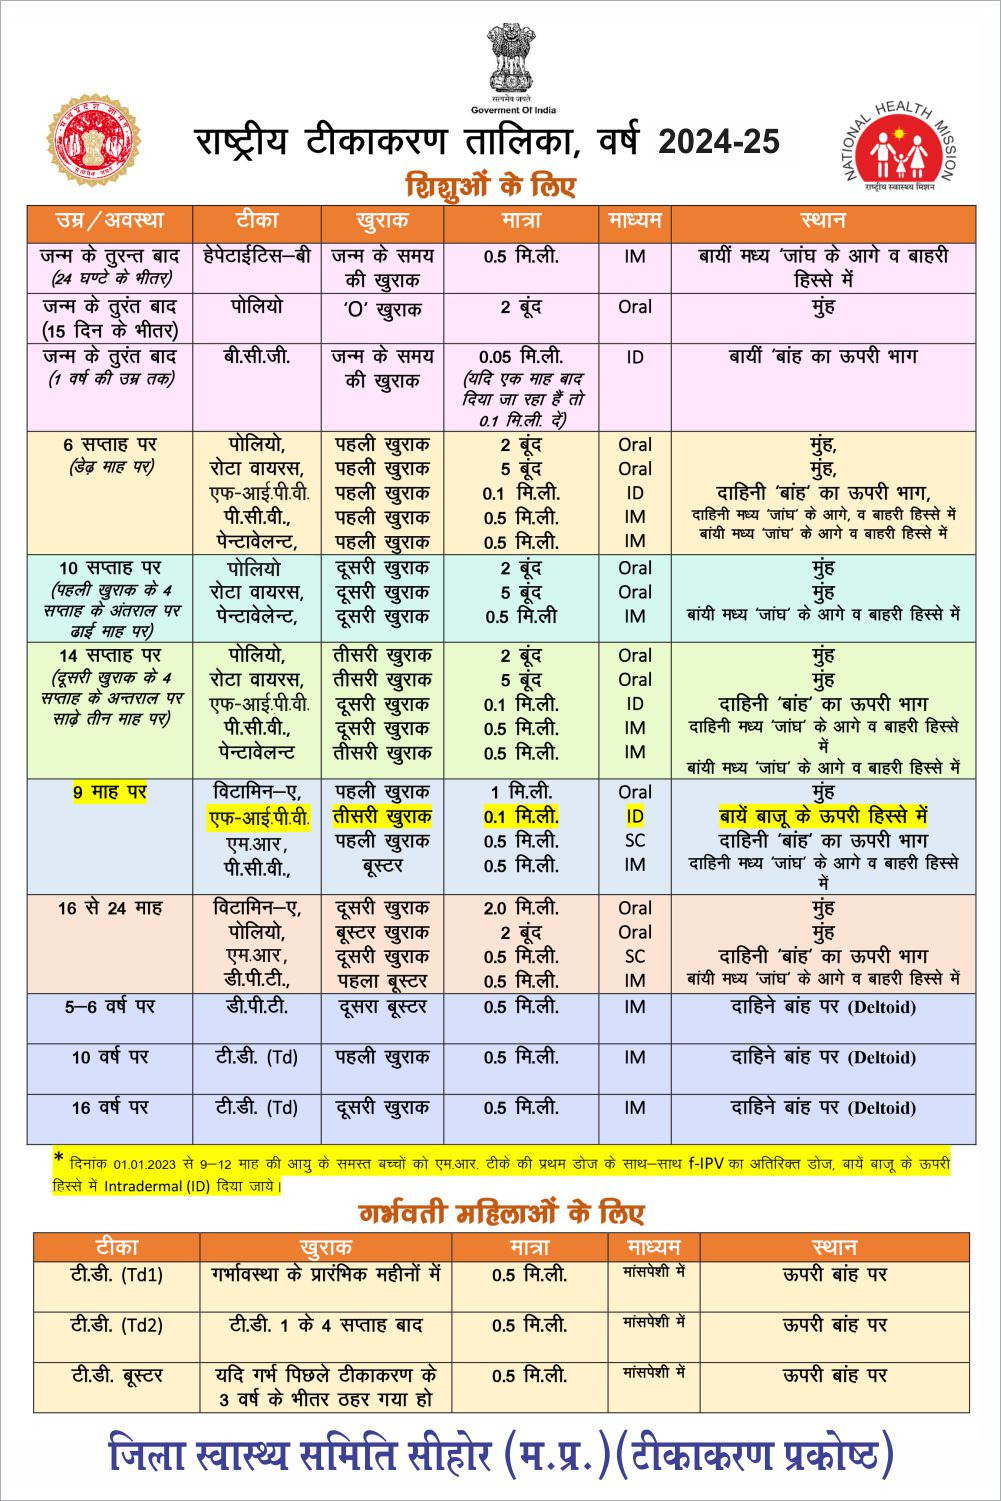 सत्यमेव जयते
Goverment Of India
NATIONAL HEALTH MISSION
राष्ट्रीय स्वास्थ्य मिशन
राष्ट्रीय टीकाकरण तालिका, वर्ष 2024-25
शिशुओं के लिए
उम्र/अवस्था टीका खुराक मात्रा माध्यम स्थान
जन्म के तुरन्त बाद हेपेटाईटिस–बी जन्म के समय 0.5 मि.ली. IM बायीं मध्य ‘जांघ के आगे व बाहरी
(24 घण्टे के भीतर) की खुराक हिस्से में
जन्म के तुरंत बाद पोलियो ‘O’ खुराक 2 बूंद Oral मुंह
(15 दिन के भीतर)
जन्म के तुरंत बाद बी.सी.जी. जन्म के समय 0.05 मि.ली. ID बायीं ‘बांह का ऊपरी भाग
(1 वर्ष की उम्र तक) की खुराक (यदि एक माह बाद
दिया जा रहा हैं तो
0.1 मि.ली. दें)
6 सप्ताह पर पोलियो, पहली खुराक 2 बूंद Oral मुंह,
(डेढ़ माह पर) रोटा वायरस, पहली खुराक 5 बूंद Oral मुंह,
एफ-आई.पी.वी. पहली खुराक 0.1 मि.ली. ID दाहिनी ‘बांह‘ का ऊपरी भाग,
पी.सी.वी., पहली खुराक 0.5 मि.ली. IM दाहिनी मध्य ‘जांघ‘ के आगे, व बाहरी हिस्से में
पेन्टावेलन्ट, पहली खुराक 0.5 मि.ली. IM बांयी मध्य ‘जांघ‘ के आगे व बाहरी हिस्से में
10 सप्ताह पर पोलियो दूसरी खुराक 2 बूंद Oral मुंह
(पहली खुराक के 4 रोटा वायरस, दूसरी खुराक 5 बूंद Oral मुंह
सप्ताह के अंतराल पर पेन्टावेलेन्ट, दूसरी खुराक 0.5 मि.ली IM बांयी मध्य ‘जांघ‘ के आगे व बाहरी हिस्से में
ढाई माह पर)
14 सप्ताह पर पोलियो, तीसरी खुराक 2 बूंद Oral मुंह
(दूसरी खुराक के 4 रोटा वायरस, तीसरी खुराक 5 बूंद Oral मुंह
सप्ताह के अन्तराल पर एफ-आई.पी.वी. दूसरी खुराक 0.1 मि.ली. ID दाहिनी ‘बांह‘ का ऊपरी भाग
साढ़े तीन माह पर) पी.सी.वी., दूसरी खुराक 0.5 मि.ली. IM दाहिनी मध्य ‘जांघ‘ के आगे व बाहरी हिस्से
में
पेन्टावेलन्ट तीसरी खुराक 0.5 मि.ली. IM बांयी मध्य ‘जांघ‘ के आगे व बाहरी हिस्से में
9 माह पर विटामिन–ए, पहली खुराक 1 मि.ली. Oral मुंह
एफ-आई.पी.वी. तीसरी खुराक 0.1 मि.ली. ID बायें बाजू के ऊपरी हिस्से में
एम.आर, पहली खुराक 0.5 मि.ली. SC दाहिनी ‘बांह‘ का ऊपरी भाग
पी.सी.वी., बूस्टर 0.5 मि.ली. IM दाहिनी मध्य ‘जांघ‘ के आगे व बाहरी हिस्से
में
16 से 24 माह विटामिन–ए, दूसरी खुराक 2.0 मि.ली. Oral मुंह
पोलियो, बूस्टर खुराक 2 बूंद Oral मुंह
एम.आर, दूसरी खुराक 0.5 मि.ली. SC दाहिनी ‘बांह‘ का ऊपरी भाग
डी.पी.टी., पहला बूस्टर 0.5 मि.ली. IM बांयी मध्य ‘जांघ‘ के आगे व बाहरी हिस्से में
5–6 वर्ष पर डी.पी.टी. दूसरा बूस्टर 0.5 मि.ली. IM दाहिने बांह पर (Deltoid)
10 वर्ष पर टी.डी. (Td) पहली खुराक 0.5 मि.ली. IM दाहिने बांह पर (Deltoid)
16 वर्ष पर टी.डी. (Td) दूसरी खुराक 0.5 मि.ली. IM दाहिने बांह पर (Deltoid)
* दिनांक 01.01.2023 से 9–12 माह की आयु के समस्त बच्चों को एम.आर. टीके की प्रथम डोज के साथ–साथ f-IPV का अतिरिक्त डोज, बायें बाजू के ऊपरी
हिस्से में Intradermal (ID) दिया जाये।
गर्भवती महिलाओं के लिए
टीका खुराक मात्रा माध्यम स्थान
टी.डी. (Td1) गर्भावस्था के प्रारंभिक महीनों में 0.5 मि.ली. मांसपेशी में ऊपरी बांह पर
टी.डी. (Td2) टी.डी. 1 के 4 सप्ताह बाद 0.5 मि.ली. मांसपेशी में ऊपरी बांह पर
टी.डी. बूस्टर यदि गर्भ पिछले टीकाकरण के 0.5 मि.ली. मांसपेशी में ऊपरी बांह पर
3 वर्ष के भीतर ठहर गया हो
जिला स्वास्थ्य समिति सीहोर (म.प्र.)(टीकाकरण प्रकोष्ठ)